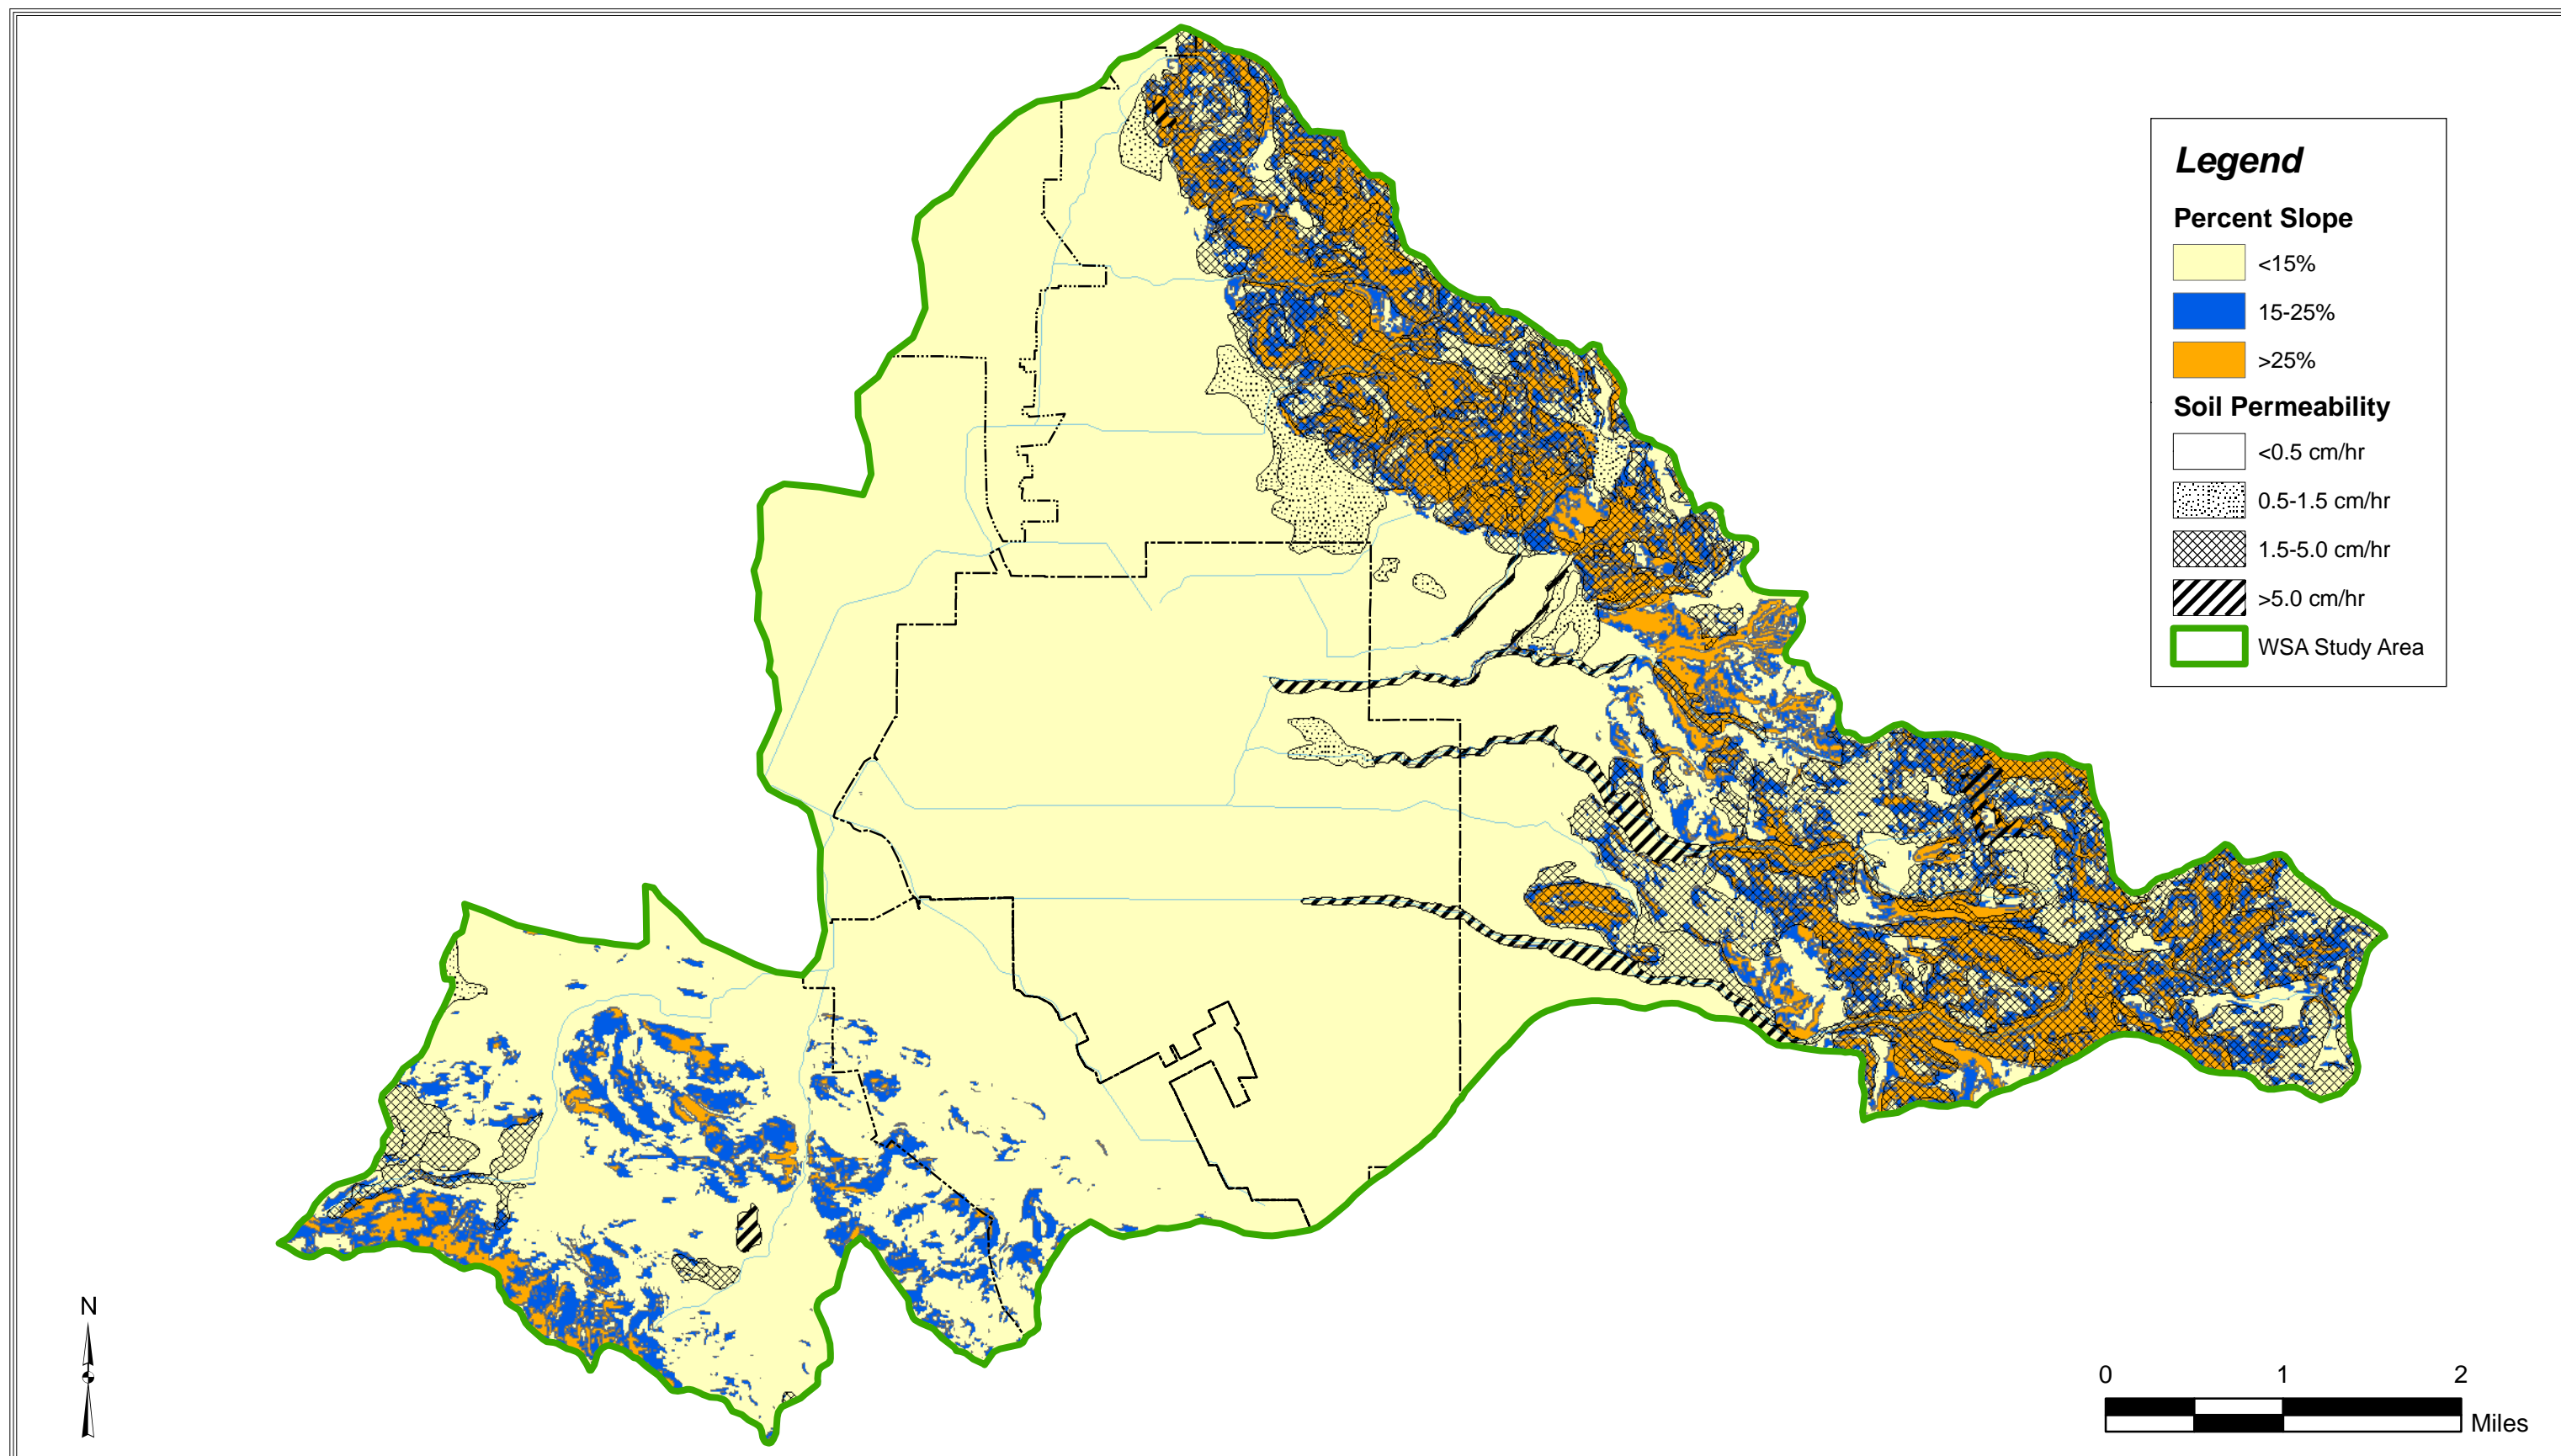 Legend
Percent Slope
<15%
15-25%
>25%
Soil Permeability
<0.5 cm/hr
0.5-1.5 cm/hr
1.5-5.0 cm/hr
>5.0 cm/hr
WSA Study Area
N
0 1 2
Miles